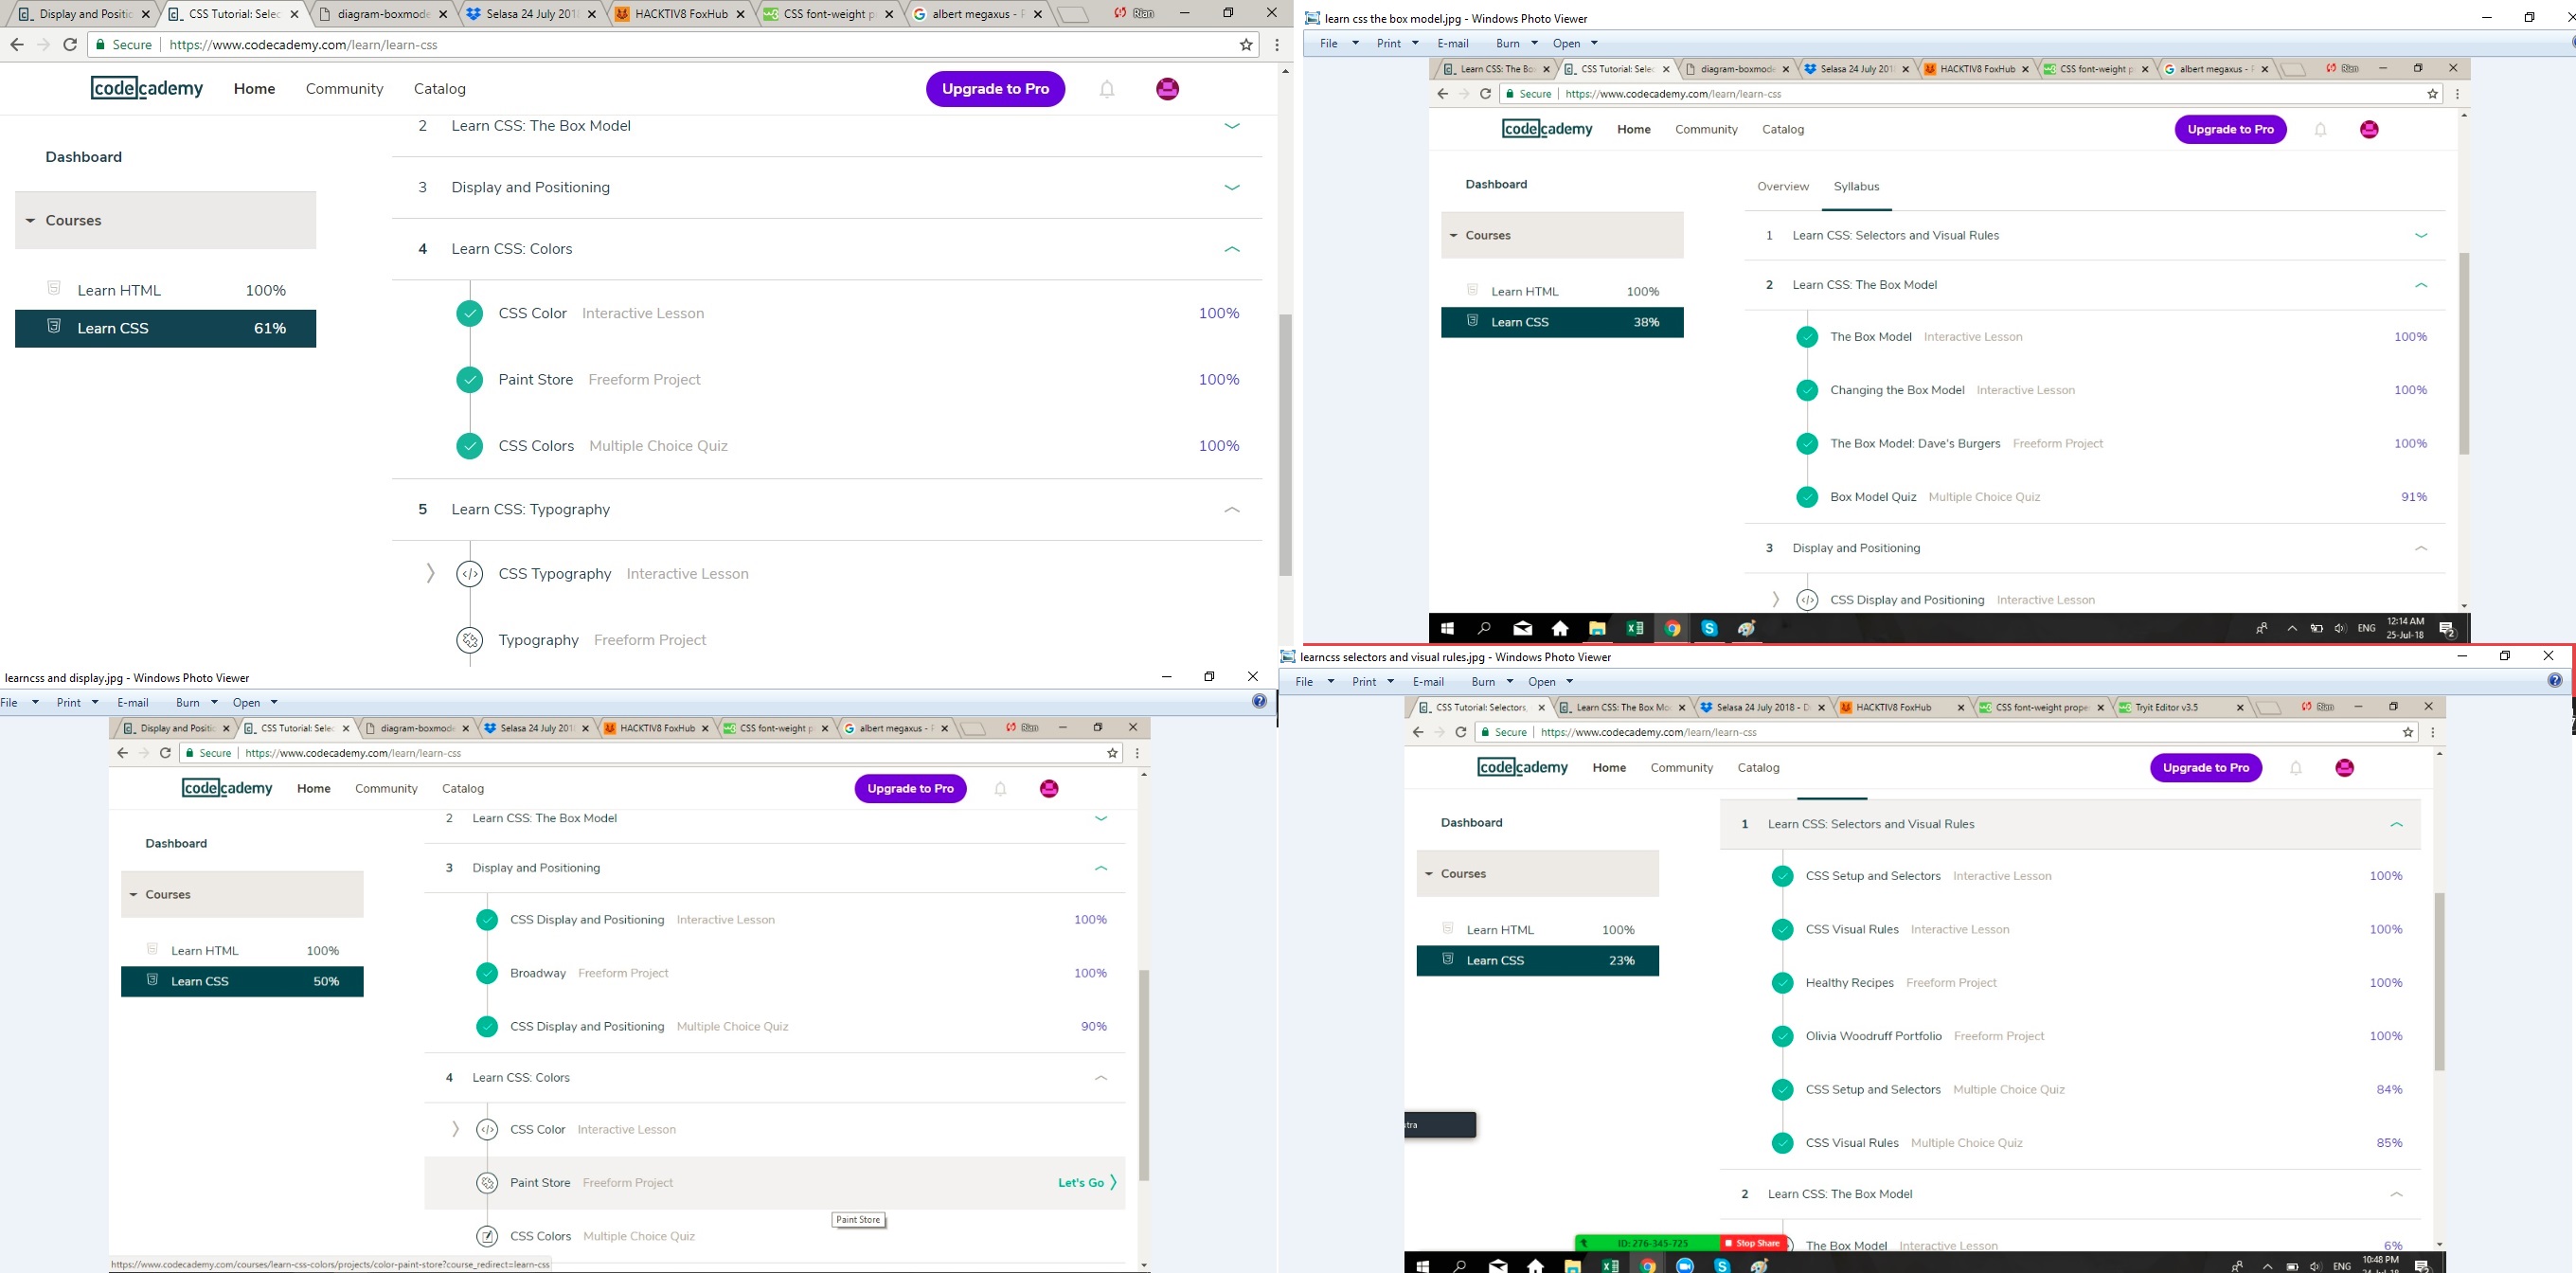 Display and Positic
CSS Tutorial: Selec
diagram-boxmode
Selasa 24 July 201
HACKTIV8 FoxHub
CSS font-weight p
albert megaxus - F
Rian
Secure
https://www.codecademy.com/learn/learn-css
codecademy
Home
Community
Catalog
Upgrade to Pro
2 Learn CSS: The Box Model
Dashboard
3 Display and Positioning
Courses
4 Learn CSS: Colors
Learn HTML 100%
Learn CSS 61%
CSS Color Interactive Lesson 100%
Paint Store Freeform Project 100%
CSS Colors Multiple Choice Quiz 100%
5 Learn CSS: Typography
CSS Typography Interactive Lesson
Typography Freeform Project
learn css the box model.jpg - Windows Photo Viewer
File Print E-mail Burn Open
Learn CSS: The Bo
CSS Tutorial: Selec
diagram-boxmode
Selasa 24 July 201
HACKTIV8 FoxHub
CSS font-weight p
albert megaxus - F
Rian
Secure
https://www.codecademy.com/learn/learn-css
codecademy
Home
Community
Catalog
Upgrade to Pro
Dashboard
Overview Syllabus
Courses
1 Learn CSS: Selectors and Visual Rules
2 Learn CSS: The Box Model
Learn HTML 100%
Learn CSS 38%
The Box Model Interactive Lesson 100%
Changing the Box Model Interactive Lesson 100%
The Box Model: Dave's Burgers Freeform Project 100%
Box Model Quiz Multiple Choice Quiz 91%
3 Display and Positioning
CSS Display and Positioning Interactive Lesson
ENG
12:14 AM
25-Jul-18
2
learncss and display.jpg - Windows Photo Viewer
File Print E-mail Burn Open
Display and Positic
CSS Tutorial: Selec
diagram-boxmode
Selasa 24 July 201
HACKTIV8 FoxHub
CSS font-weight p
albert megaxus - F
Rian
Secure
https://www.codecademy.com/learn/learn-css
codecademy
Home
Community
Catalog
Upgrade to Pro
2 Learn CSS: The Box Model
Dashboard
3 Display and Positioning
Courses
CSS Display and Positioning Interactive Lesson 100%
Learn HTML 100%
Learn CSS 50%
Broadway Freeform Project 100%
CSS Display and Positioning Multiple Choice Quiz 90%
4 Learn CSS: Colors
CSS Color Interactive Lesson
Paint Store Freeform Project Let's Go
Paint Store
CSS Colors Multiple Choice Quiz
https://www.codecademy.com/courses/learn-css-colors/projects/color-paint-store?course_redirect=learn-css
learncss selectors and visual rules.jpg - Windows Photo Viewer
File Print E-mail Burn Open
CSS Tutorial: Selectors,
Learn CSS: The Box Mo
Selasa 24 July 2018 - D
HACKTIV8 FoxHub
CSS font-weight prope
Tryit Editor v3.5
Rian
Secure
https://www.codecademy.com/learn/learn-css
codecademy
Home
Community
Catalog
Upgrade to Pro
Dashboard
1 Learn CSS: Selectors and Visual Rules
Courses
CSS Setup and Selectors Interactive Lesson 100%
Learn HTML 100%
Learn CSS 23%
CSS Visual Rules Interactive Lesson 100%
Healthy Recipes Freeform Project 100%
Olivia Woodruff Portfolio Freeform Project 100%
CSS Setup and Selectors Multiple Choice Quiz 84%
stra
CSS Visual Rules Multiple Choice Quiz 85%
2 Learn CSS: The Box Model
The Box Model Interactive Lesson 6%
ID: 276-345-725
Stop Share
ENG
10:48 PM